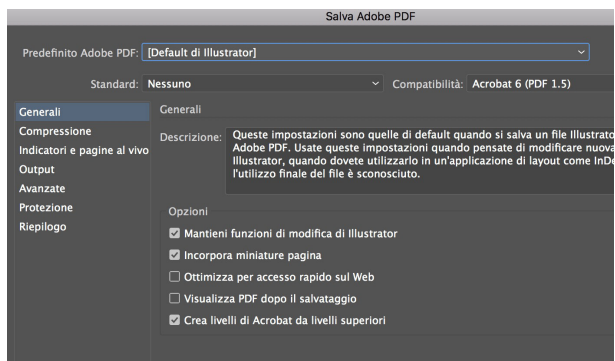 Salva Adobe PDF
Predefinito Adobe PDF: [Default di Illustrator]
Standard: Nessuno Compatibilità: Acrobat 6 (PDF 1.5)
Generali
Compressione
Indicatori e pagine al vivo
Output
Avanzate
Protezione
Riepilogo
Generali
Descrizione: Queste impostazioni sono quelle di default quando si salva un file
Adobe PDF. Usate queste impostazioni quando pensate di modificare
Illustrator, quando dovete utilizzarlo in un'applicazione di layout come
l'utilizzo finale del file è sconosciuto.
Opzioni
Mantieni funzioni di modifica di Illustrator
Incorpora miniature pagina
Ottimizza per accesso rapido sul Web
Visualizza PDF dopo il salvataggio
Crea livelli di Acrobat da livelli superiori